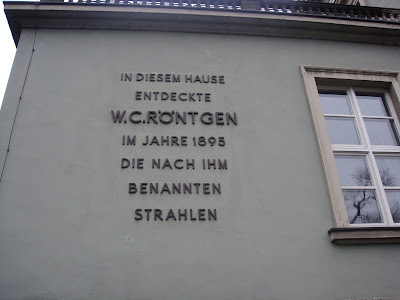 IN DIESEM HAUSE
ENTDECKTE
W.C.RÖNTGEN
IM JAHRE 1895
DIE NACH IHM
BENANNTEN
STRAHLEN